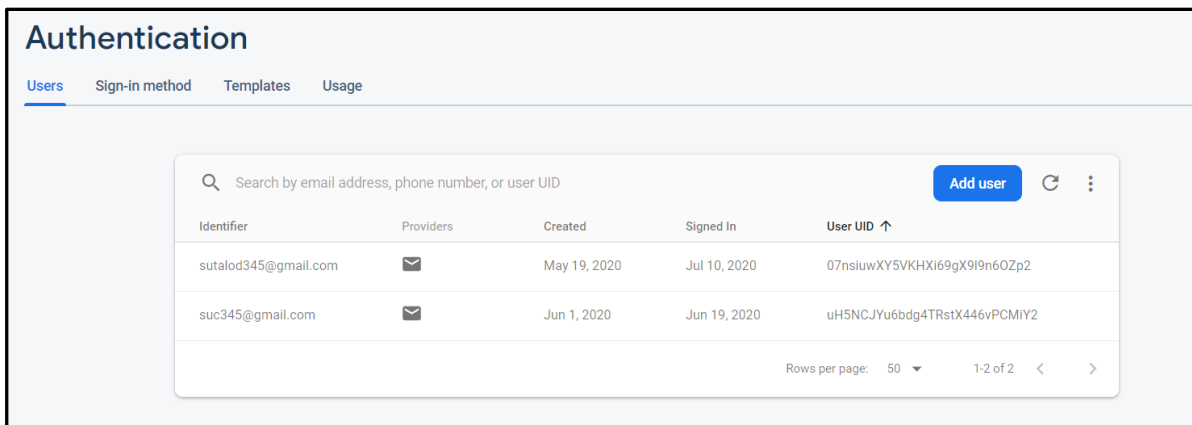 Authentication
Users Sign-in method Templates Usage
Search by email address, phone number, or user UID Add user
Identifier Providers Created Signed In User UID ↑
sutalod345@gmail.com May 19, 2020 Jul 10, 2020 07nsiuwXY5VKHXi69gX9l9n6OZp2
suc345@gmail.com Jun 1, 2020 Jun 19, 2020 uH5NCJYu6bdg4TRstX446vPCMiY2
Rows per page: 50 1-2 of 2